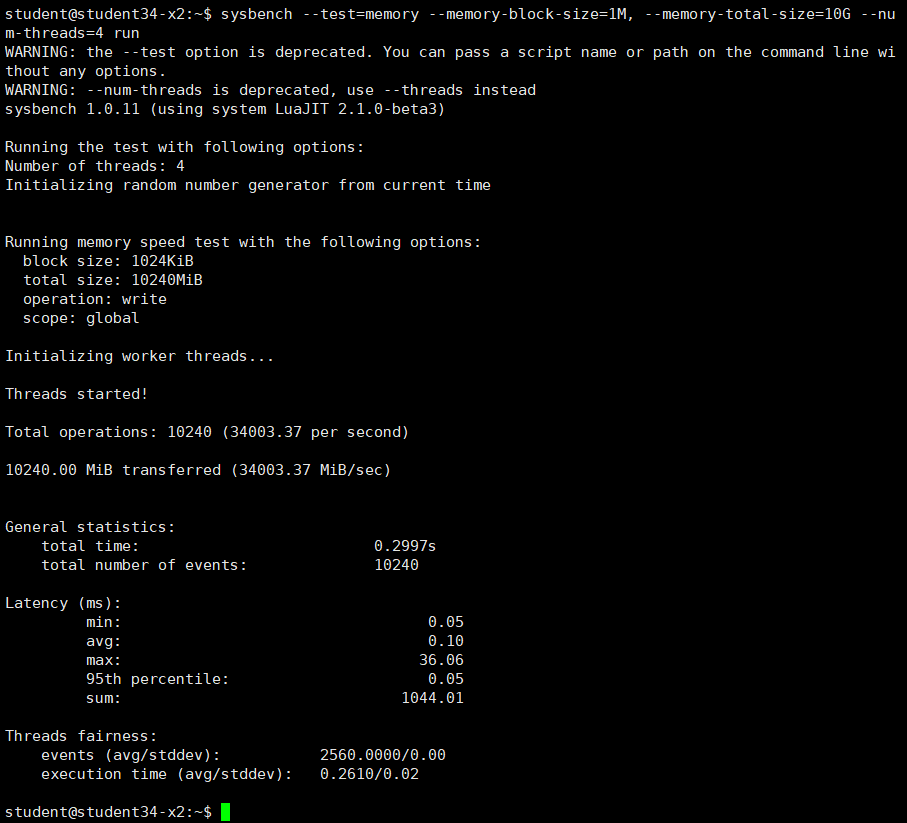 student@student34-x2:~$ sysbench --test=memory --memory-block-size=1M, --memory-total-size=10G --nu
m-threads=4 run
WARNING: the --test option is deprecated. You can pass a script name or path on the command line wi
thout any options.
WARNING: --num-threads is deprecated, use --threads instead
sysbench 1.0.11 (using system LuaJIT 2.1.0-beta3)

Running the test with following options:
Number of threads: 4
Initializing random number generator from current time


Running memory speed test with the following options:
  block size: 1024KiB
  total size: 10240MiB
  operation: write
  scope: global

Initializing worker threads...

Threads started!

Total operations: 10240 (34003.37 per second)

10240.00 MiB transferred (34003.37 MiB/sec)


General statistics:
    total time:                          0.2997s
    total number of events:              10240

Latency (ms):
         min:                                  0.05
         avg:                                  0.10
         max:                                 36.06
         95th percentile:                      0.05
         sum:                               1044.01

Threads fairness:
    events (avg/stddev):           2560.0000/0.00
    execution time (avg/stddev):   0.2610/0.02

student@student34-x2:~$